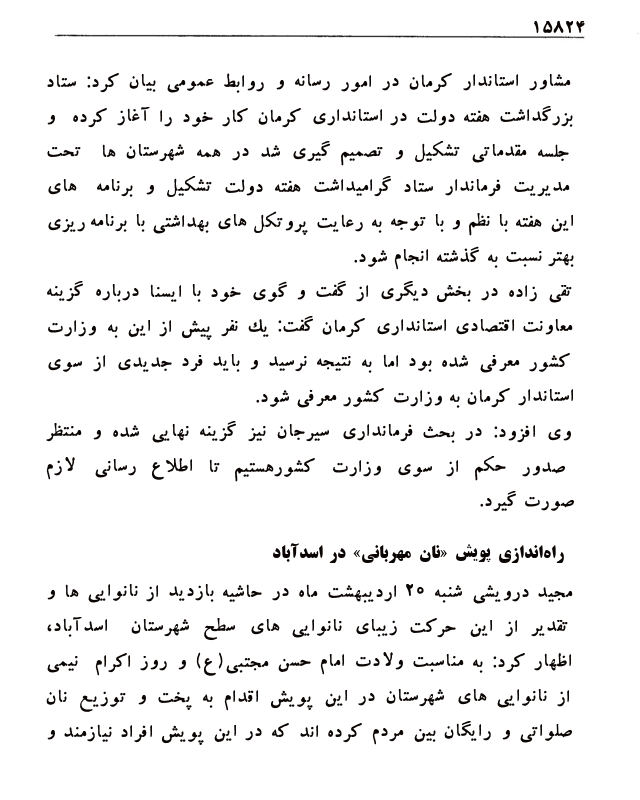 ۱۵۸۲۴
مشاور استاندار کرمان در امور رسانه و روابط عمومی بیان کرد: ستاد
بزرگداشت هفته دولت در استانداری کرمان کار خود را آغاز کرده و
جلسه مقدماتی تشکیل و تصمیم گیری شد در همه شهرستان ها تحت
مدیریت فرماندار ستاد گرامیداشت هفته دولت تشکیل و برنامه های
این هفته با نظم و با توجه به رعایت پروتکل های بهداشتی با برنامه ریزی
بهتر نسبت به گذشته انجام شود.
تقی زاده در بخش دیگری از گفت و گوی خود با ایسنا درباره گزینه
معاونت اقتصادی استانداری کرمان گفت: یك نفر پیش از این به وزارت
کشور معرفی شده بود اما به نتیجه نرسید و باید فرد جدیدی از سوی
استاندار کرمان به وزارت کشور معرفی شود.
وی افزود: در بحث فرمانداری سیرجان نیز گزینه نهایی شده و منتظر
صدور حکم از سوی وزارت کشورهستیم تا اطلاع رسانی لازم
صورت گیرد.
راه‌اندازی پویش «نان مهربانی» در اسدآباد
مجید درویشی شنبه ۲۰ اردیبهشت ماه در حاشیه بازدید از نانوایی ها و
تقدیر از این حرکت زیبای نانوایی های سطح شهرستان اسدآباد،
اظهار کرد: به مناسبت ولادت امام حسن مجتبی(ع) و روز اکرام نیمی
از نانوایی های شهرستان در این پویش اقدام به پخت و توزیع نان
صلواتی و رایگان بین مردم کرده اند که در این پویش افراد نیازمند و